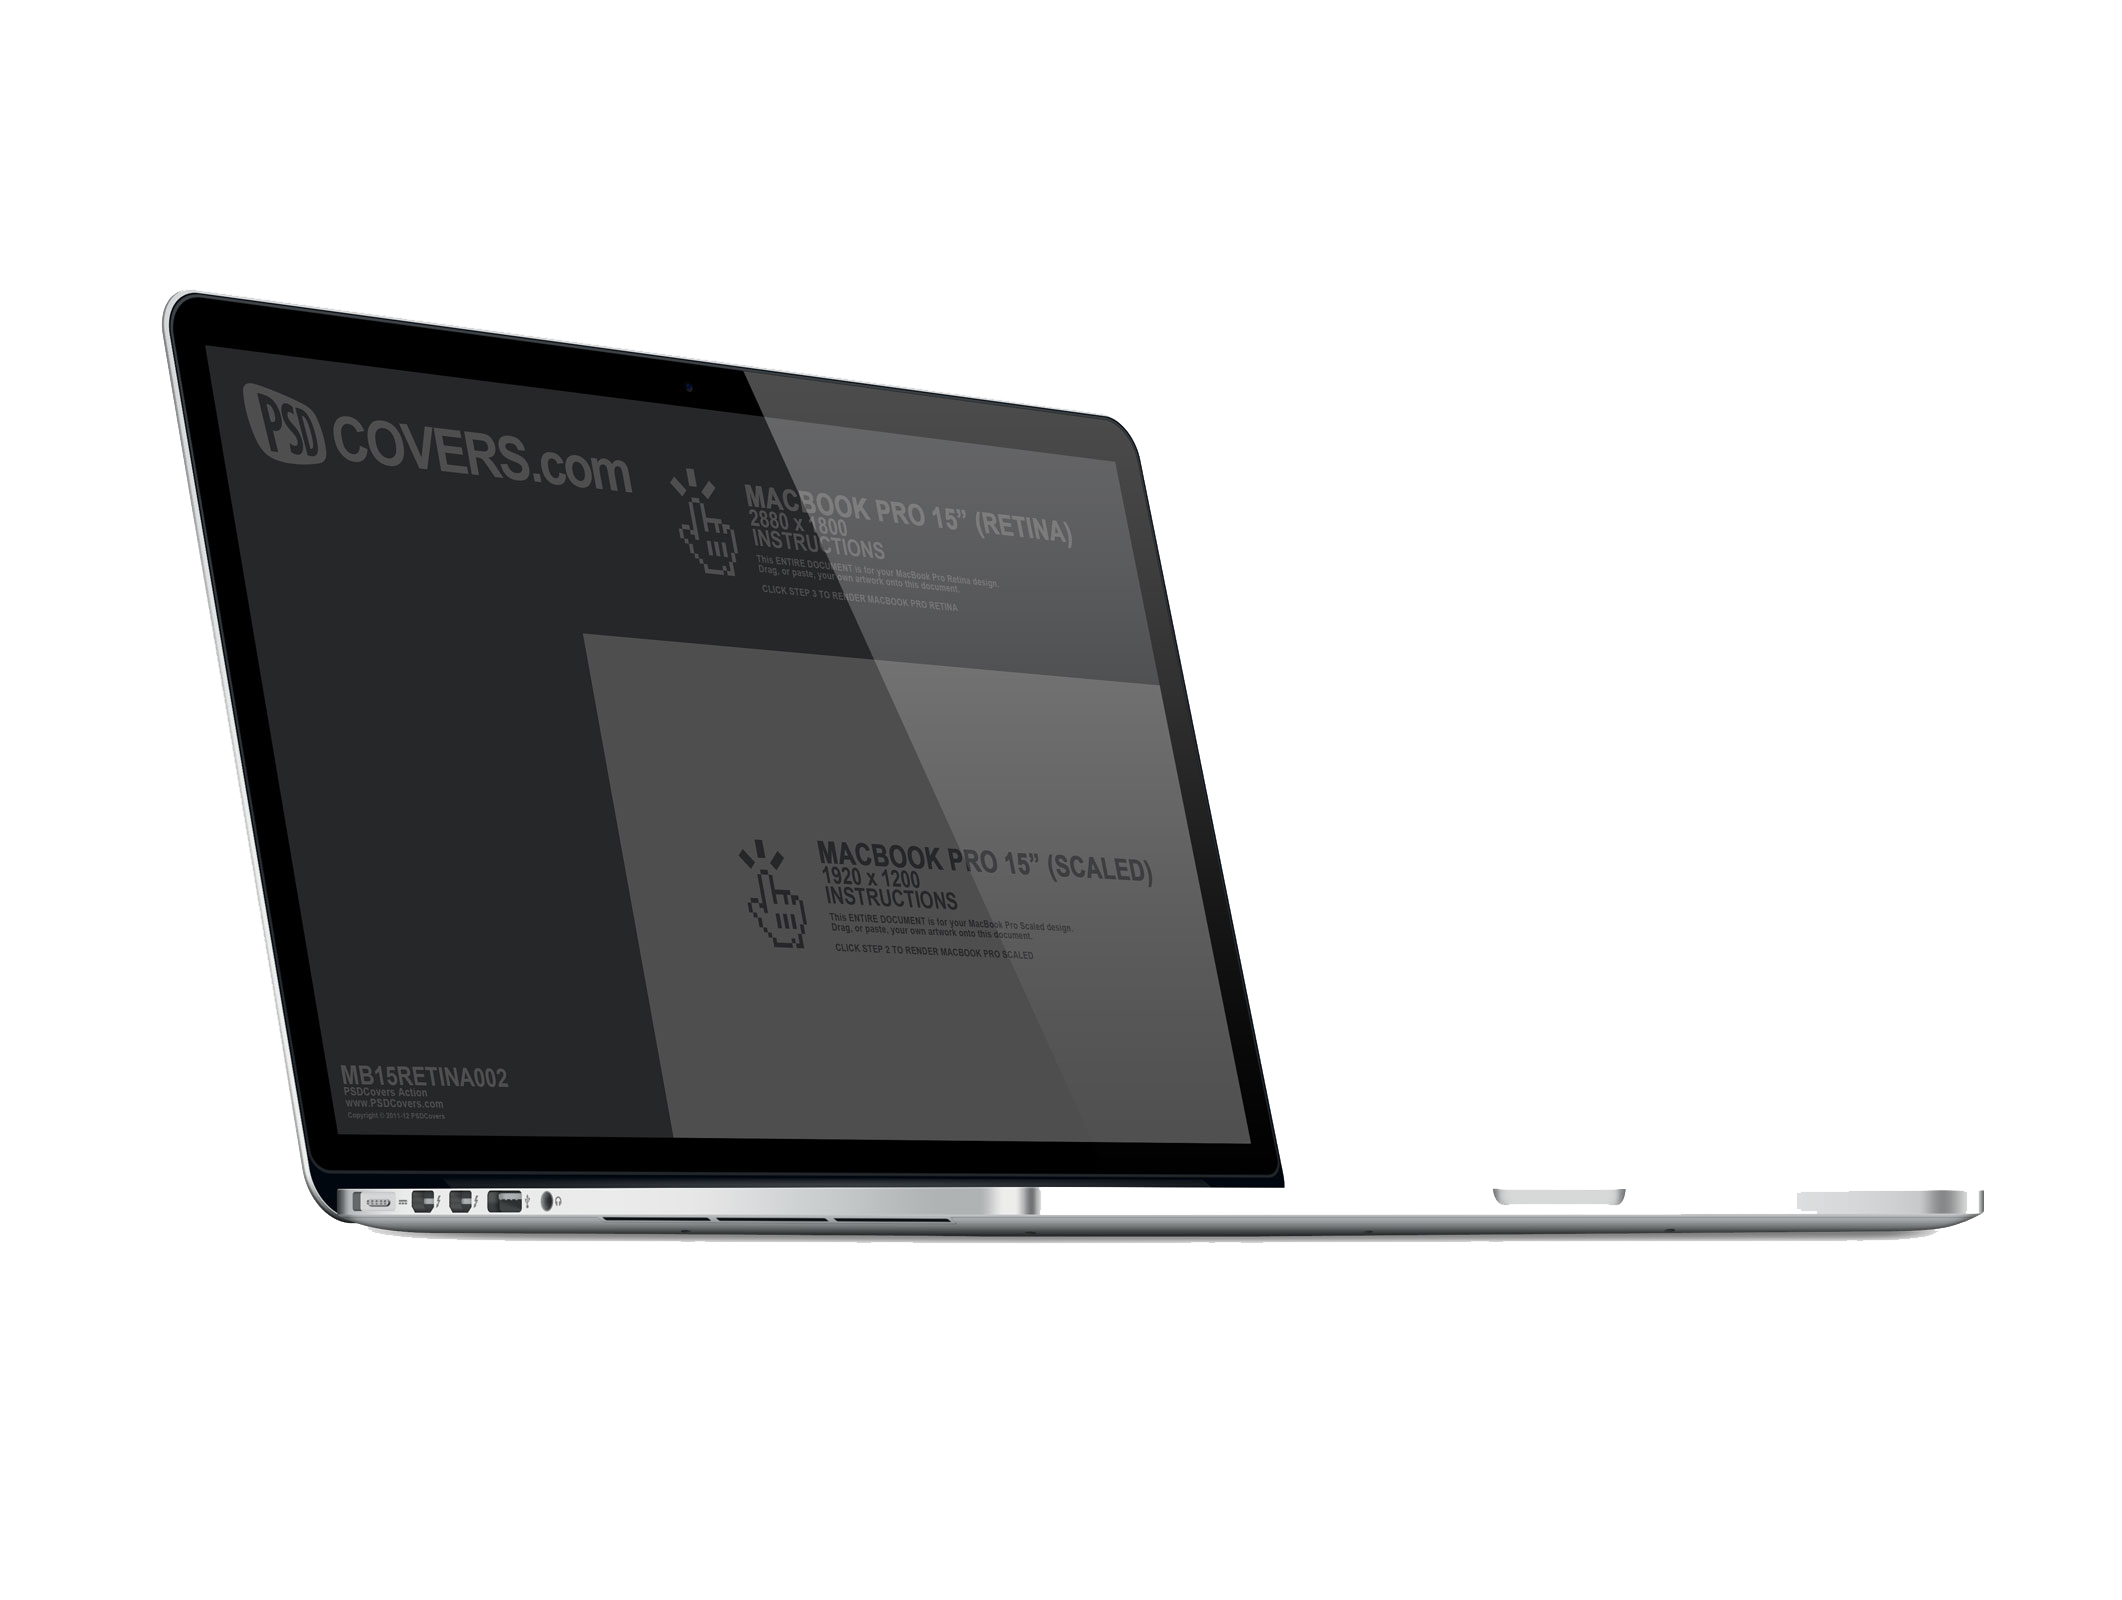 PSD COVERS.com
MACBOOK PRO 15” (RETINA)
2880 x 1800
INSTRUCTIONS
This ENTIRE DOCUMENT is for your MacBook Pro Retina design.
Drag, or paste, your own artwork onto this document.
CLICK STEP 3 TO RENDER MACBOOK PRO RETINA
MACBOOK PRO 15” (SCALED)
1920 x 1200
INSTRUCTIONS
This ENTIRE DOCUMENT is for your MacBook Pro Scaled design.
Drag, or paste, your own artwork onto this document.
CLICK STEP 2 TO RENDER MACBOOK PRO SCALED
MB15RETINA002
PSDCovers Action
www.PSDCovers.com
Copyright © 2011-12 PSDCovers